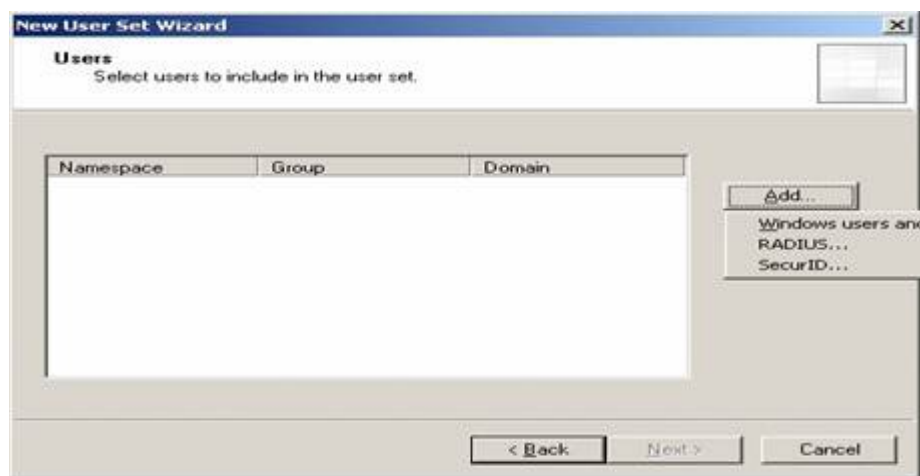 New User Set Wizard
Users
Select users to include in the user set.
Namespace Group Domain
Add...
Windows users and
RADIUS...
SecurID...
< Back Next > Cancel